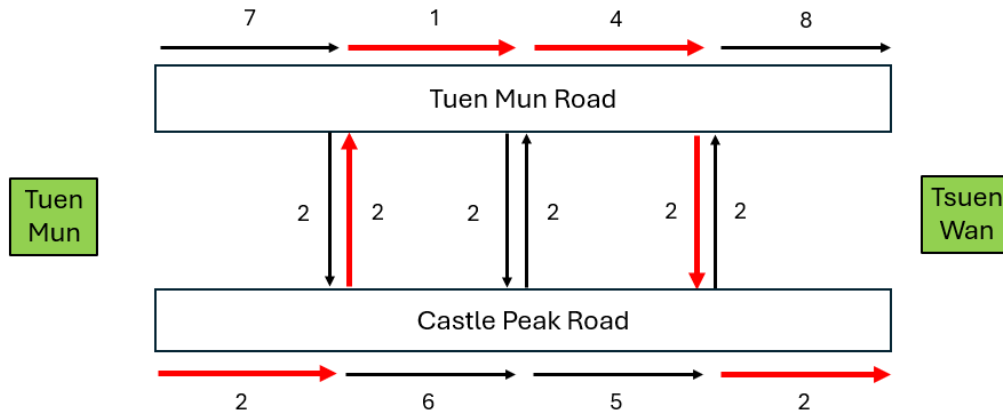 7 1 4 8
Tuen Mun Road
Tuen
Mun
2 2 2 2 2 2
Tsuen
Wan
Castle Peak Road
2 6 5 2